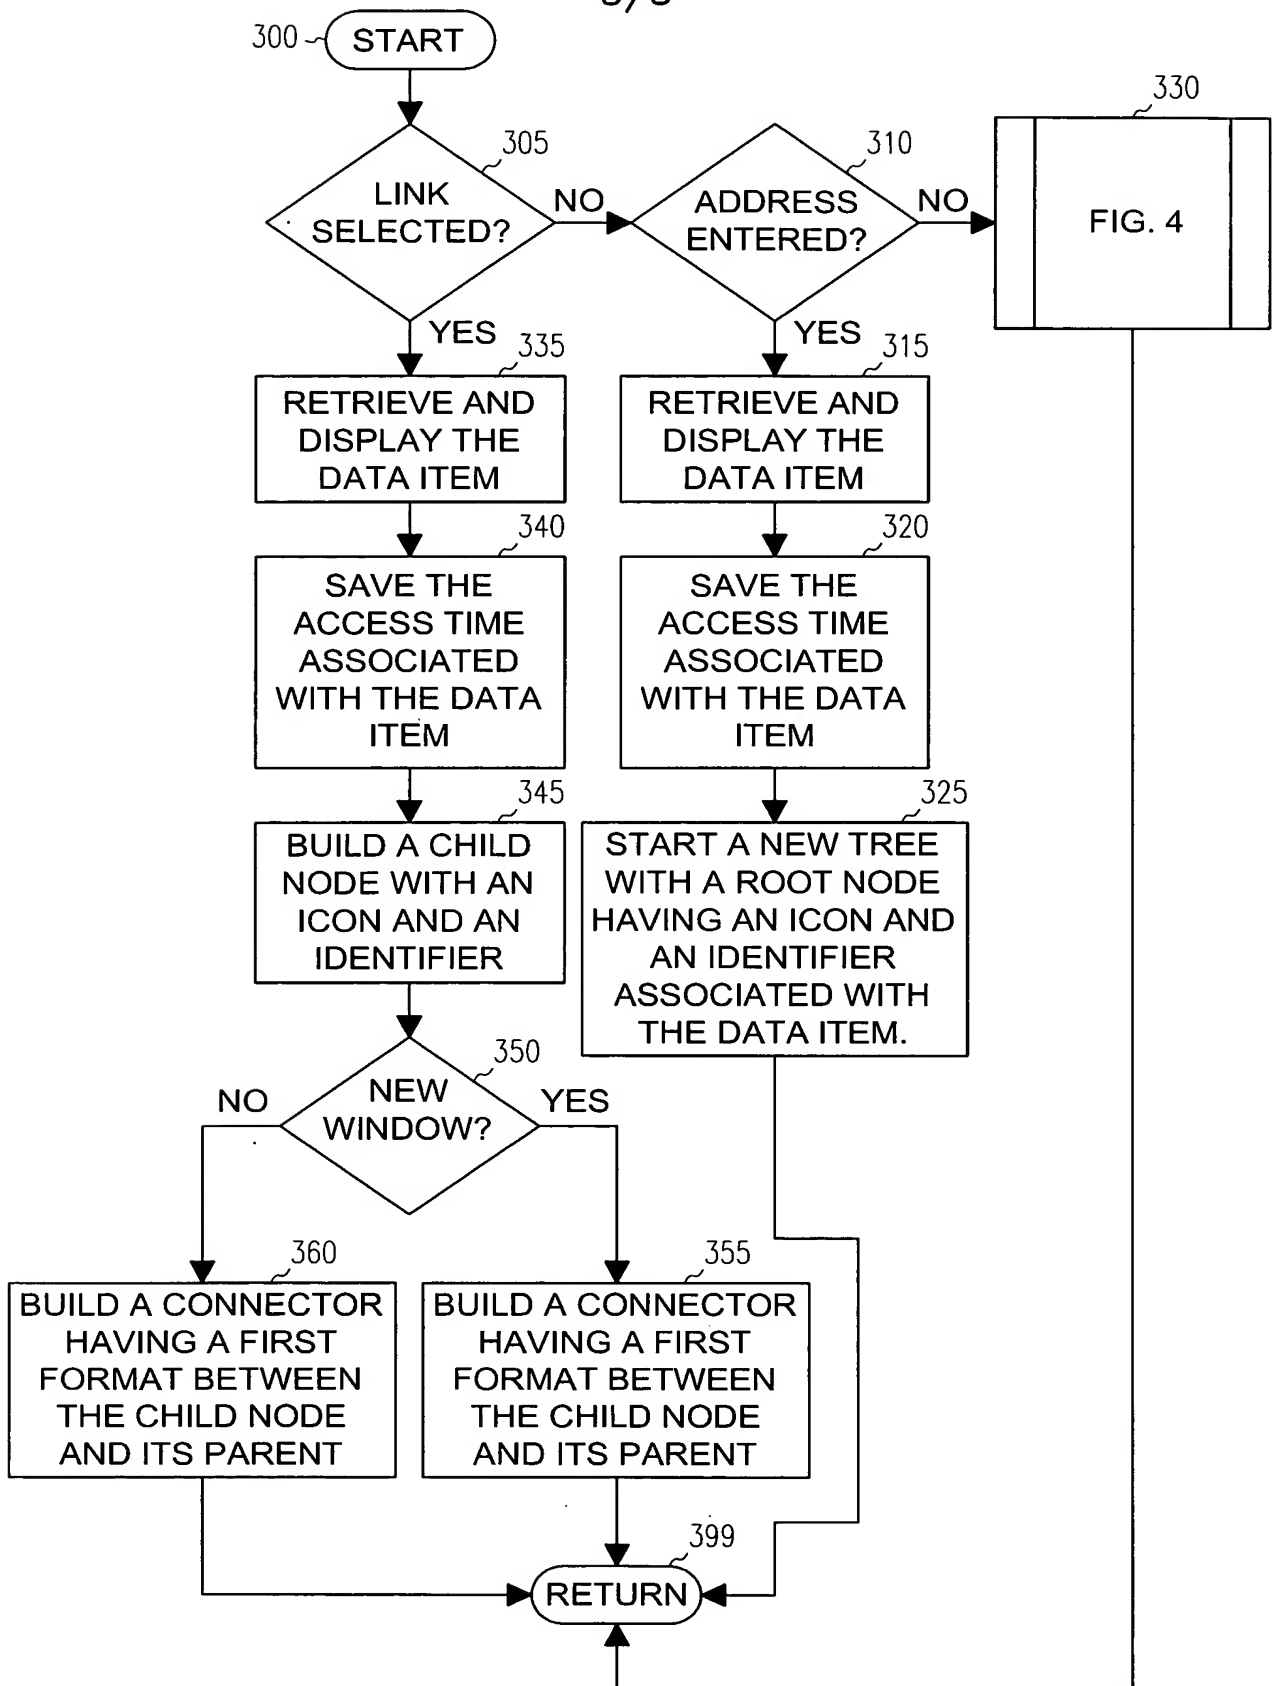 300
START
330
305
310
LINK
SELECTED?
NO
ADDRESS
ENTERED?
NO
FIG. 4
YES
335
YES
315
RETRIEVE AND
DISPLAY THE
DATA ITEM
RETRIEVE AND
DISPLAY THE
DATA ITEM
340
320
SAVE THE
ACCESS TIME
ASSOCIATED
WITH THE DATA
ITEM
SAVE THE
ACCESS TIME
ASSOCIATED
WITH THE DATA
ITEM
345
325
BUILD A CHILD
NODE WITH AN
ICON AND AN
IDENTIFIER
START A NEW TREE
WITH A ROOT NODE
HAVING AN ICON AND
AN IDENTIFIER
ASSOCIATED WITH
THE DATA ITEM.
350
NO
NEW
WINDOW?
YES
360
355
BUILD A CONNECTOR
HAVING A FIRST
FORMAT BETWEEN
THE CHILD NODE
AND ITS PARENT
BUILD A CONNECTOR
HAVING A FIRST
FORMAT BETWEEN
THE CHILD NODE
AND ITS PARENT
399
RETURN